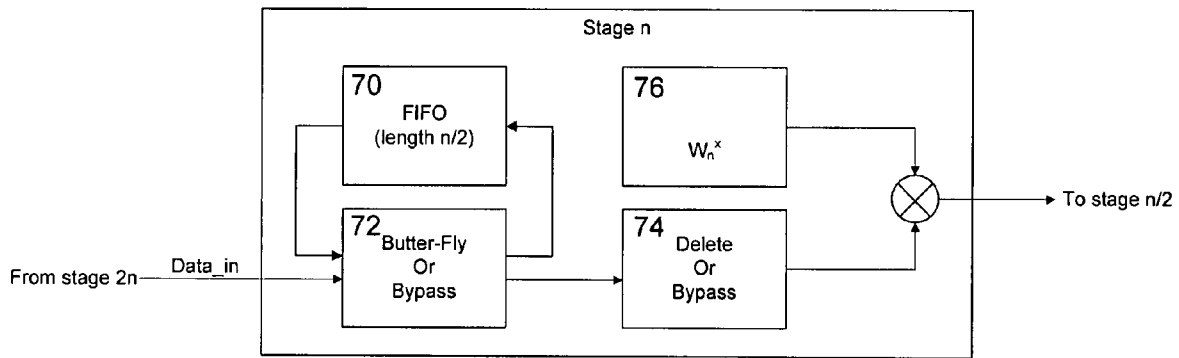 Stage n
70
FIFO
(length n/2)
76
Wₙˣ
72
Butter-Fly
Or
Bypass
74
Delete
Or
Bypass
From stage 2n
Data_in
To stage n/2